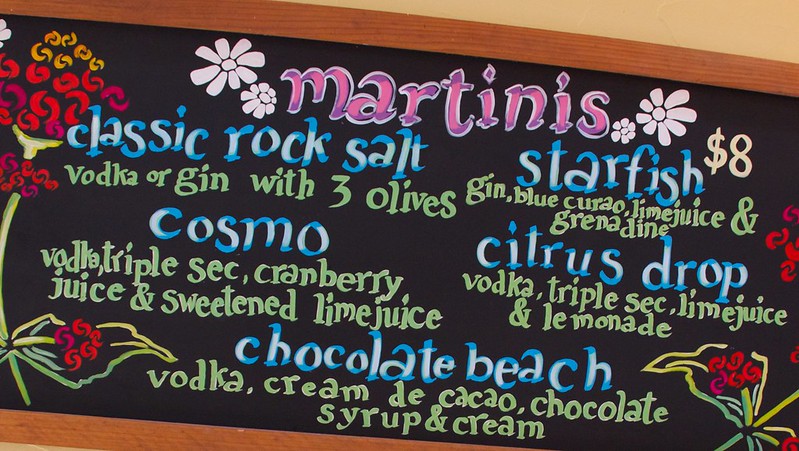 martinis
$8
classic rock salt
vodka or gin with 3 olives
starfish
gin, blue curao, limejuice &
grenadine
cosmo
vodka, triple sec, cranberry
juice & sweetened limejuice
citrus drop
vodka, triple sec, limejuice
& lemonade
chocolate beach
vodka, cream de cacao, chocolate
syrup & cream